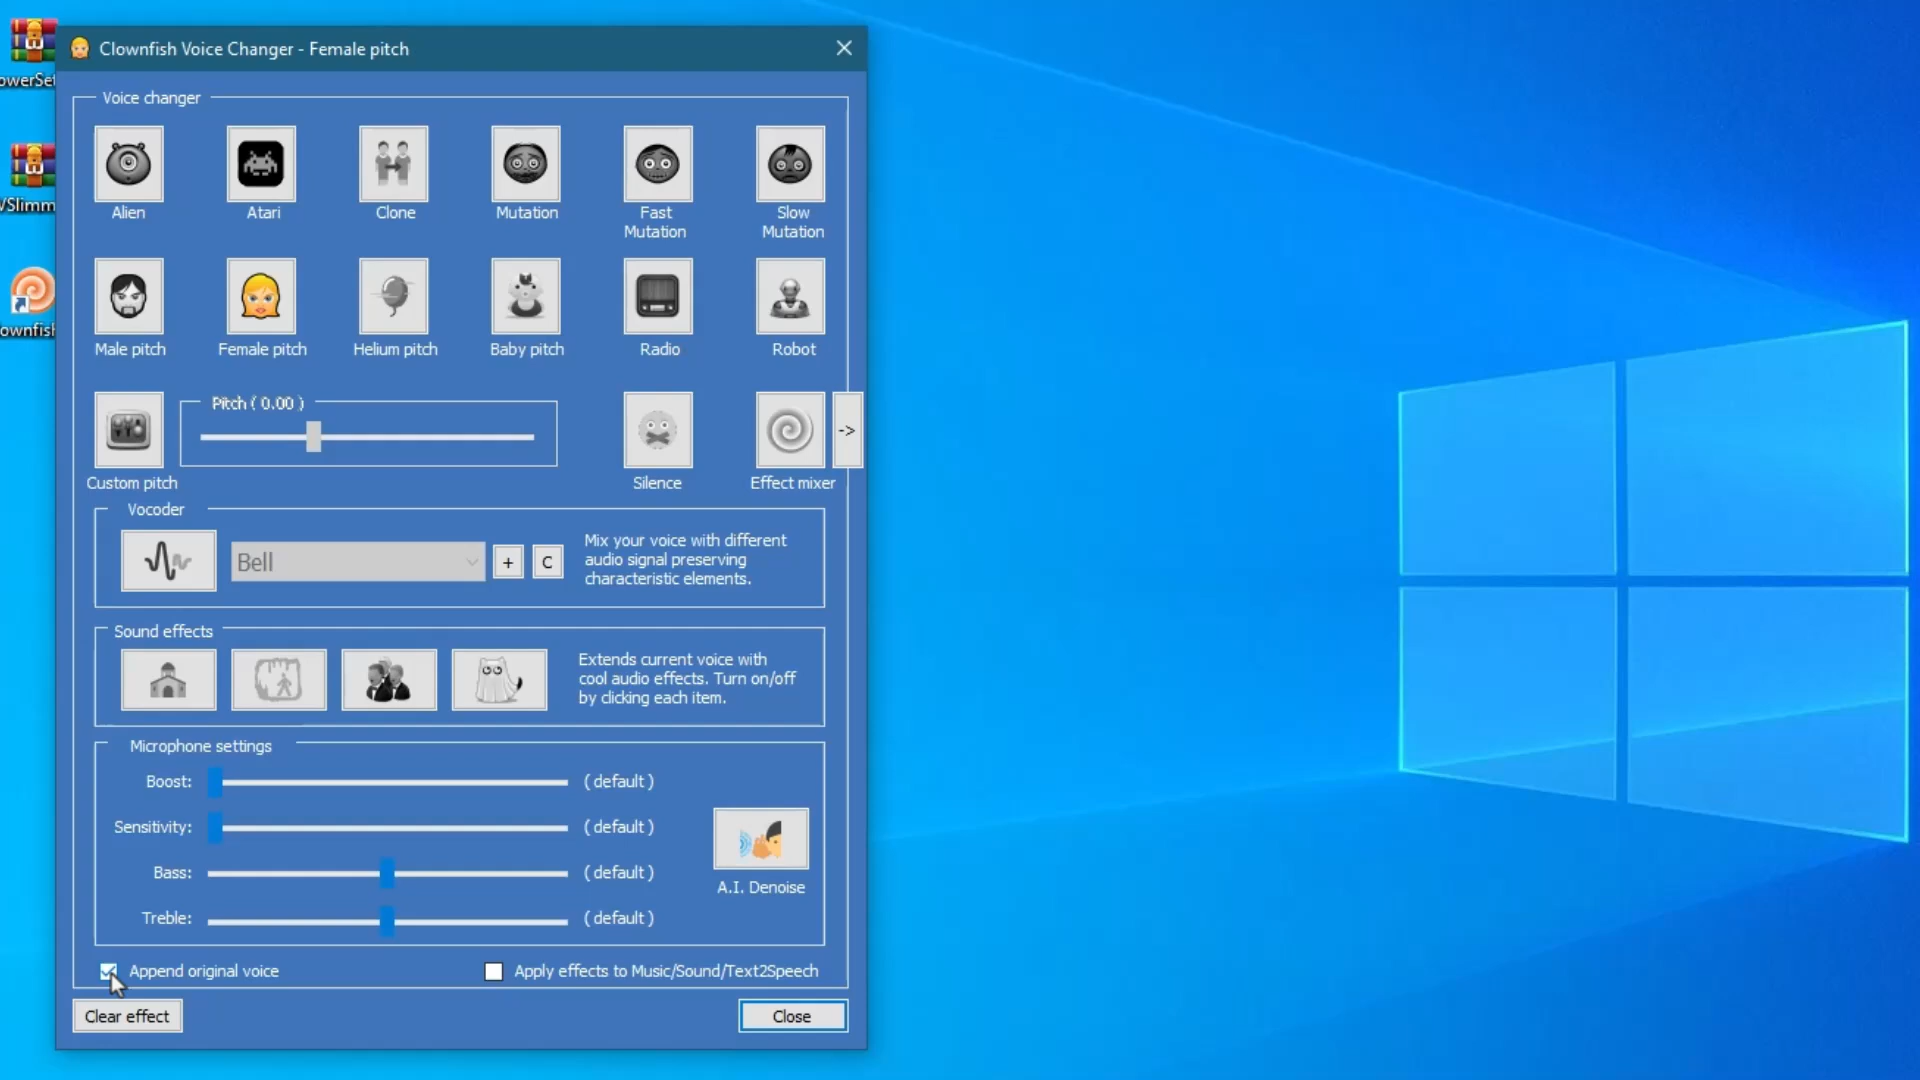 Clownfish Voice Changer - Female pitch
owerSet
VSlimm
ownfish
Voice changer
Alien
Atari
Clone
Mutation
Fast
Mutation
Slow
Mutation
Male pitch
Female pitch
Helium pitch
Baby pitch
Radio
Robot
Pitch ( 0.00 )
->
Custom pitch
Silence
Effect mixer
Vocoder
Bell
+
C
Mix your voice with different
audio signal preserving
characteristic elements.
Sound effects
Extends current voice with
cool audio effects. Turn on/off
by clicking each item.
Microphone settings
Boost:
( default )
Sensitivity:
( default )
Bass:
( default )
Treble:
( default )
A.I. Denoise
Append original voice
Apply effects to Music/Sound/Text2Speech
Clear effect
Close